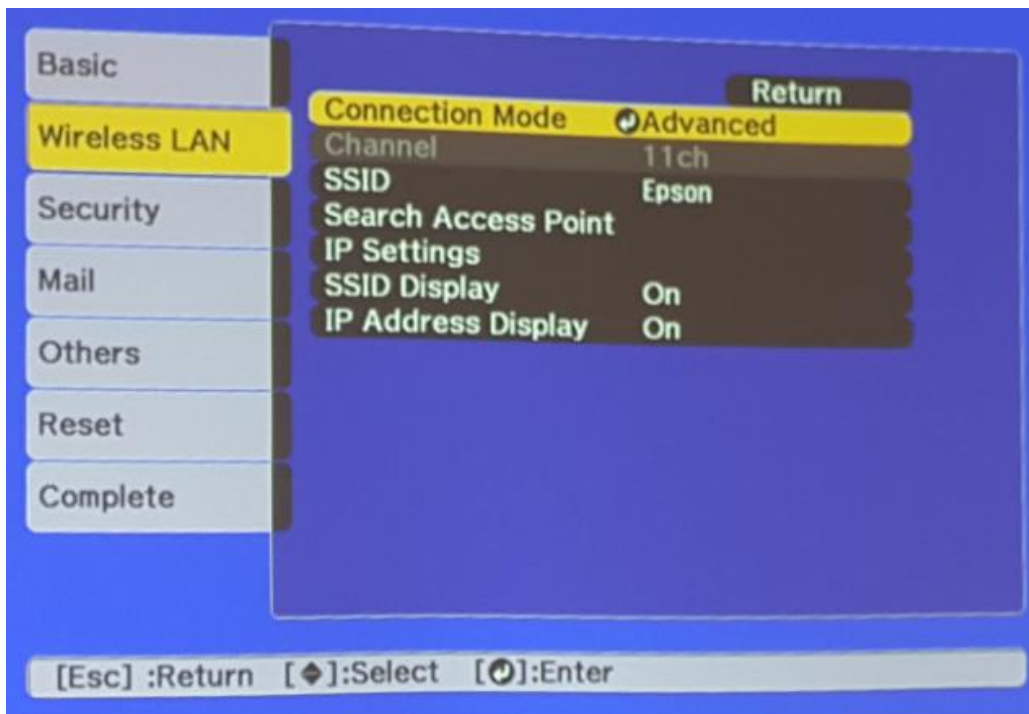 Basic
Wireless LAN
Security
Mail
Others
Reset
Complete
Return
Connection Mode Advanced
Channel 11ch
SSID Epson
Search Access Point
IP Settings
SSID Display On
IP Address Display On
[Esc] :Return [◆]:Select [↵]:Enter